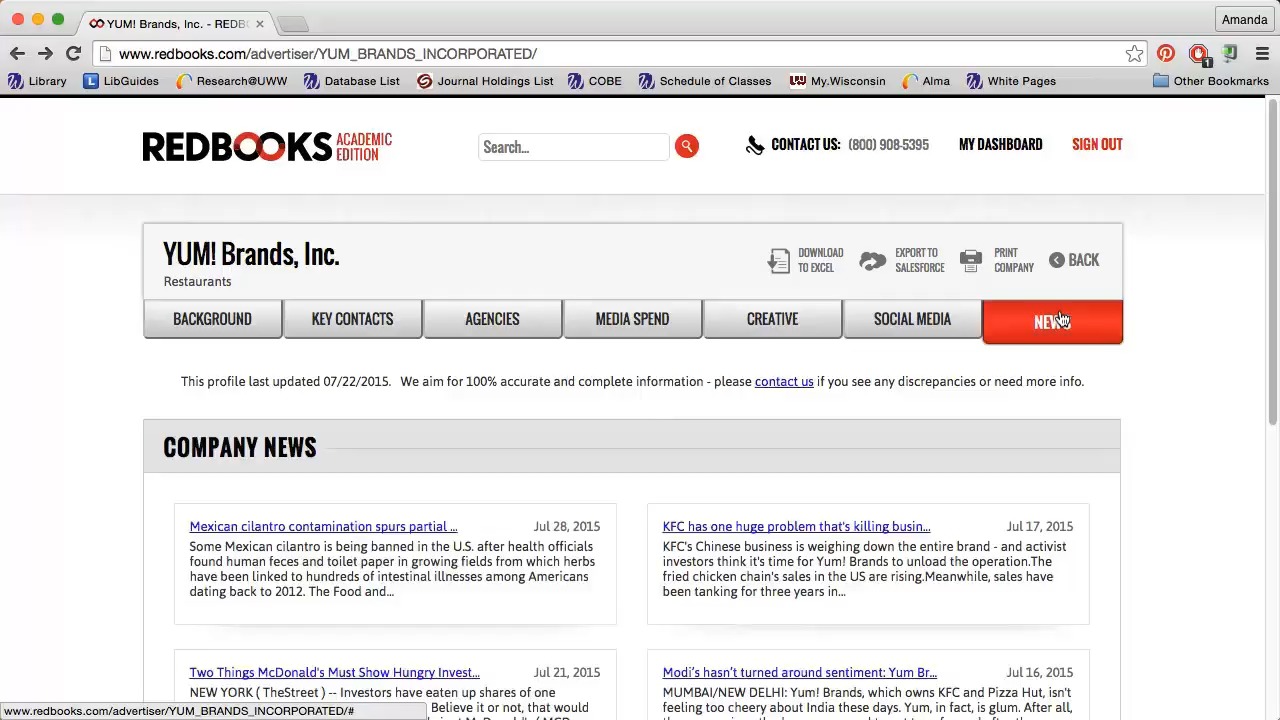 YUM! Brands, Inc. - REDB
Amanda
www.redbooks.com/advertiser/YUM_BRANDS_INCORPORATED/
1
Library LibGuides Research@UWW Database List Journal Holdings List COBE Schedule of Classes My.Wisconsin Alma White Pages Other Bookmarks
REDBOOKS ACADEMIC EDITION
Search...
CONTACT US: (800) 908-5395 MY DASHBOARD SIGN OUT
YUM! Brands, Inc.
Restaurants
DOWNLOAD TO EXCEL
EXPORT TO SALESFORCE
PRINT COMPANY
BACK
BACKGROUND KEY CONTACTS AGENCIES MEDIA SPEND CREATIVE SOCIAL MEDIA NEWS
This profile last updated 07/22/2015. We aim for 100% accurate and complete information - please contact us if you see any discrepancies or need more info.
COMPANY NEWS
Mexican cilantro contamination spurs partial ... Jul 28, 2015
Some Mexican cilantro is being banned in the U.S. after health officials
found human feces and toilet paper in growing fields from which herbs
have been linked to hundreds of intestinal illnesses among Americans
dating back to 2012. The Food and...
KFC has one huge problem that's killing busin... Jul 17, 2015
KFC's Chinese business is weighing down the entire brand - and activist
investors think it's time for Yum! Brands to unload the operation.The
fried chicken chain's sales in the US are rising.Meanwhile, sales have
been tanking for three years in...
Two Things McDonald's Must Show Hungry Invest... Jul 21, 2015
NEW YORK ( TheStreet ) -- Investors have eaten up shares of one
Believe it or not, that would
Modi's hasn't turned around sentiment: Yum Br... Jul 16, 2015
MUMBAI/NEW DELHI: Yum! Brands, which owns KFC and Pizza Hut, isn't
feeling too cheery about India these days. Yum, in fact, is glum. After all,
www.redbooks.com/advertiser/YUM_BRANDS_INCORPORATED/#